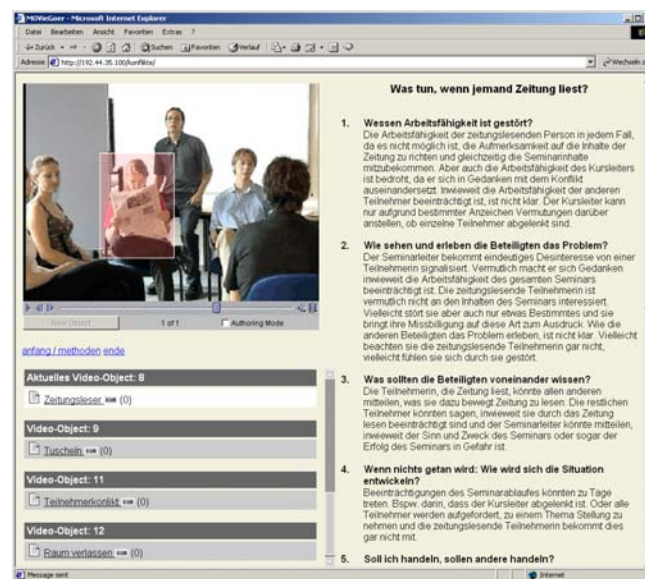 MOVieGoer - Microsoft Internet Explorer
Datei Bearbeiten Ansicht Favoriten Extras ?
Zurück Suchen Favoriten Verlauf
Adresse http://192.44.35.100/konflikte/ Wechseln
Was tun, wenn jemand Zeitung liest?
1. Wessen Arbeitsfähigkeit ist gestört?
Die Arbeitsfähigkeit der zeitungslesenden Person in jedem Fall,
da es nicht möglich ist, die Aufmerksamkeit auf die Inhalte der
Zeitung zu richten und gleichzeitig die Seminarinhalte
mitzubekommen. Aber auch die Arbeitsfähigkeit des Kursleiters
ist bedroht, da er sich in Gedanken mit dem Konflikt
auseinandersetzt. Inwieweit die Arbeitsfähigkeit der anderen
Teilnehmer beeinträchtigt ist, ist nicht klar. Der Kursleiter kann
nur aufgrund bestimmter Anzeichen Vermutungen darüber
anstellen, ob einzelne Teilnehmer abgelenkt sind.
2. Wie sehen und erleben die Beteiligten das Problem?
Der Seminarleiter bekommt eindeutiges Desinteresse von einer
Teilnehmerin signalisiert. Vermutlich macht er sich Gedanken
inwieweit die Arbeitsfähigkeit des gesamten Seminars
beeinträchtigt ist. Die zeitungslesende Teilnehmerin ist
vermutlich nicht an den Inhalten des Seminars interessiert.
Vielleicht stört sie aber auch nur etwas Bestimmtes und sie
bringt ihre Missbilligung auf diese Art zum Ausdruck. Wie die
anderen Beteiligten das Problem erleben, ist nicht klar. Vielleicht
beachten sie die zeitungslesende Teilnehmerin gar nicht,
vielleicht fühlen sie sich durch sie gestört.
3. Was sollten die Beteiligten voneinander wissen?
Die Teilnehmerin, die Zeitung liest, könnte allen anderen
mitteilen, was sie dazu bewegt Zeitung zu lesen. Die restlichen
Teilnehmer könnten sagen, inwieweit sie durch das Zeitung
lesen beeinträchtigt sind und der Seminarleiter könnte mitteilen,
inwieweit der Sinn und Zweck des Seminars oder sogar der
Erfolg des Seminars in Gefahr ist.
4. Wenn nichts getan wird: Wie wird sich die Situation
entwickeln?
Beeinträchtigungen des Seminarablaufes könnten zu Tage
treten. Bspw. darin, dass der Kursleiter abgelenkt ist. Oder alle
Teilnehmer werden aufgefordert, zu einem Thema Stellung zu
nehmen und die zeitungslesende Teilnehmerin bekommt dies
gar nicht mit.
5. Soll ich handeln, sollen andere handeln?
New Object 1 of 1 Authoring Mode
anfang / methoden ende
Aktuelles Video-Object: 8
Zeitungsleser (0)
Video-Object: 9
Tuscheln (0)
Video-Object: 11
Teilnehmerkonlikt (0)
Video-Object: 12
Raum verlassen (0)
Message sent Internet